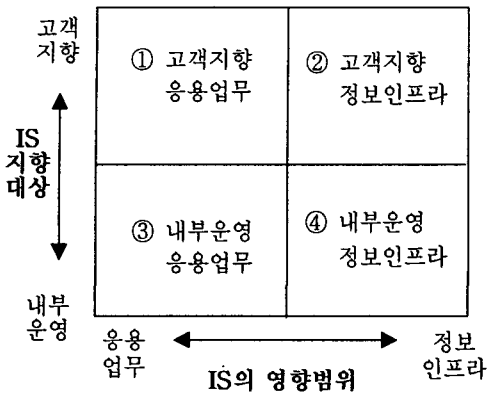 고객
지향
① 고객지향
응용업무
② 고객지향
정보인프라
IS
지향
대상
③ 내부운영
응용업무
④ 내부운영
정보인프라
내부
운영
응용
업무
정보
인프라
IS의 영향범위